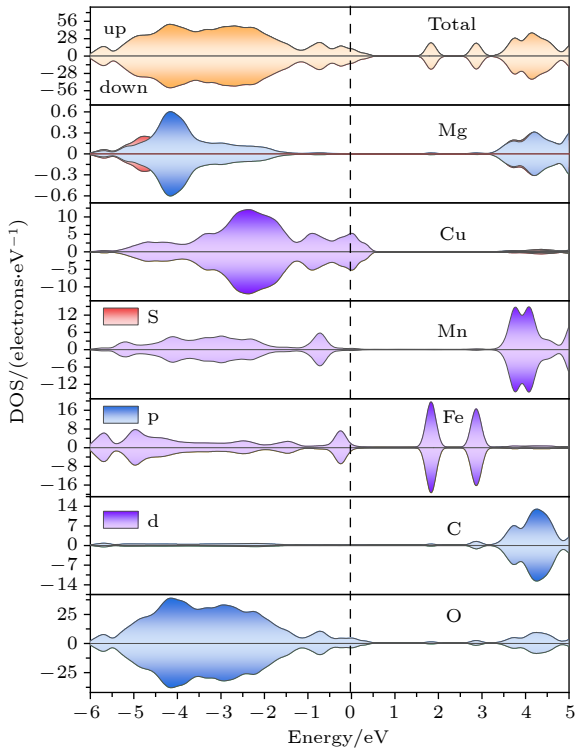 56
28
0
−28
−56
up
Total
down
0.6
0.3
0
−0.3
−0.6
Mg
10
5
0
−5
−10
Cu
12
6
0
−6
−12
S
Mn
16
8
0
−8
−16
p
Fe
14
7
0
−7
−14
d
C
25
0
−25
O
DOS/(electrons·eV⁻¹)
−6 −5 −4 −3 −2 −1 0 1 2 3 4 5
Energy/eV